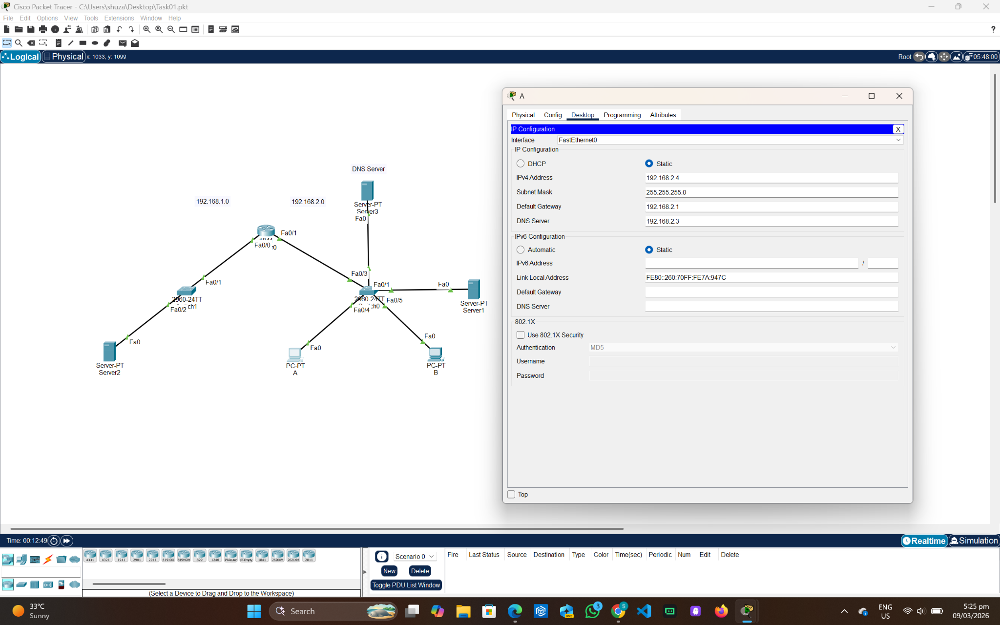 Cisco Packet Tracer - C:\Users\shuza\Desktop\Task01.pkt
File Edit Options View Tools Extensions Window Help
?
Logical Physical x: 1033, y: 1099
Root 05:48:00
DNS Server
192.168.1.0
192.168.2.0
Server-PT
Server3
Fa0
Fa0/1
1841
Fa0/0
r0
Fa0/3
Fa0/1
Fa0
Fa0/1
2960-24TT
ch1
Fa0/2
2960-24TT
Fa0/5
ch0
Fa0/4
Server-PT
Server1
Fa0
Server-PT
Server2
Fa0
PC-PT
A
Fa0
PC-PT
B
A
Physical Config Desktop Programming Attributes
IP Configuration X
Interface FastEthernet0
IP Configuration
DHCP Static
IPv4 Address 192.168.2.4
Subnet Mask 255.255.255.0
Default Gateway 192.168.2.1
DNS Server 192.168.2.3
IPv6 Configuration
Automatic Static
IPv6 Address /
Link Local Address FE80::260:70FF:FE7A:947C
Default Gateway
DNS Server
802.1X
Use 802.1X Security
Authentication MD5
Username
Password
Top
Time: 00:12:49
Realtime Simulation
4331 4321 1941 2901 2911 819IOX 819HGW 829 1240 PT-Router PT-Empty 1841 2620XM 2621XM 2811
(Select a Device to Drag and Drop to the Workspace)
Scenario 0
New Delete
Toggle PDU List Window
Fire Last Status Source Destination Type Color Time(sec) Periodic Num Edit Delete
33°C
Sunny
Search
PRE
3
S
ENG
US
5:25 pm
09/03/2026